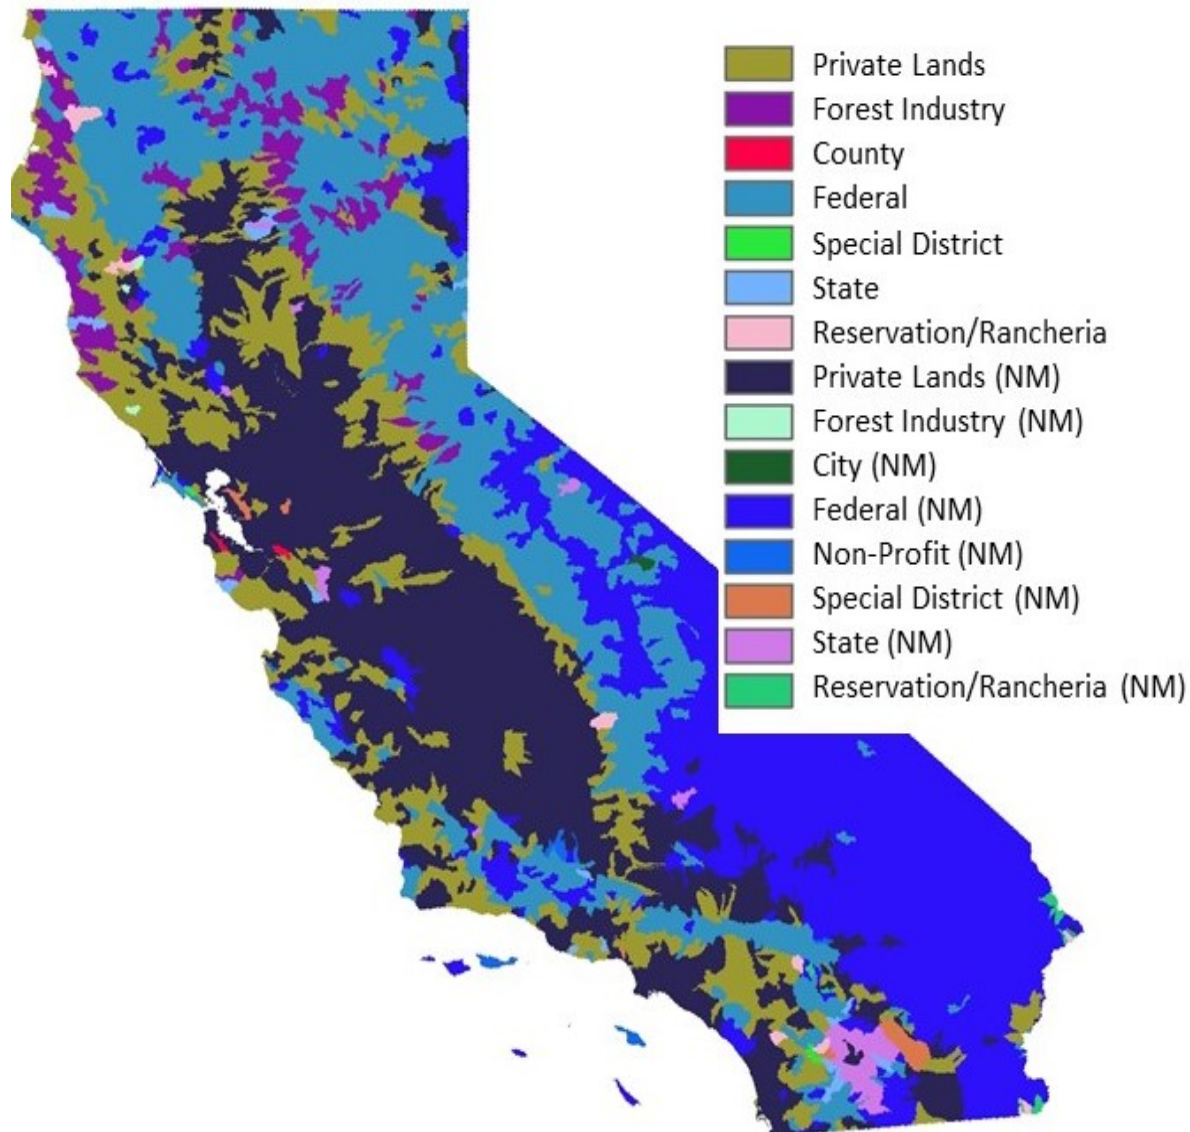 Private Lands
Forest Industry
County
Federal
Special District
State
Reservation/Rancheria
Private Lands (NM)
Forest Industry (NM)
City (NM)
Federal (NM)
Non-Profit (NM)
Special District (NM)
State (NM)
Reservation/Rancheria (NM)